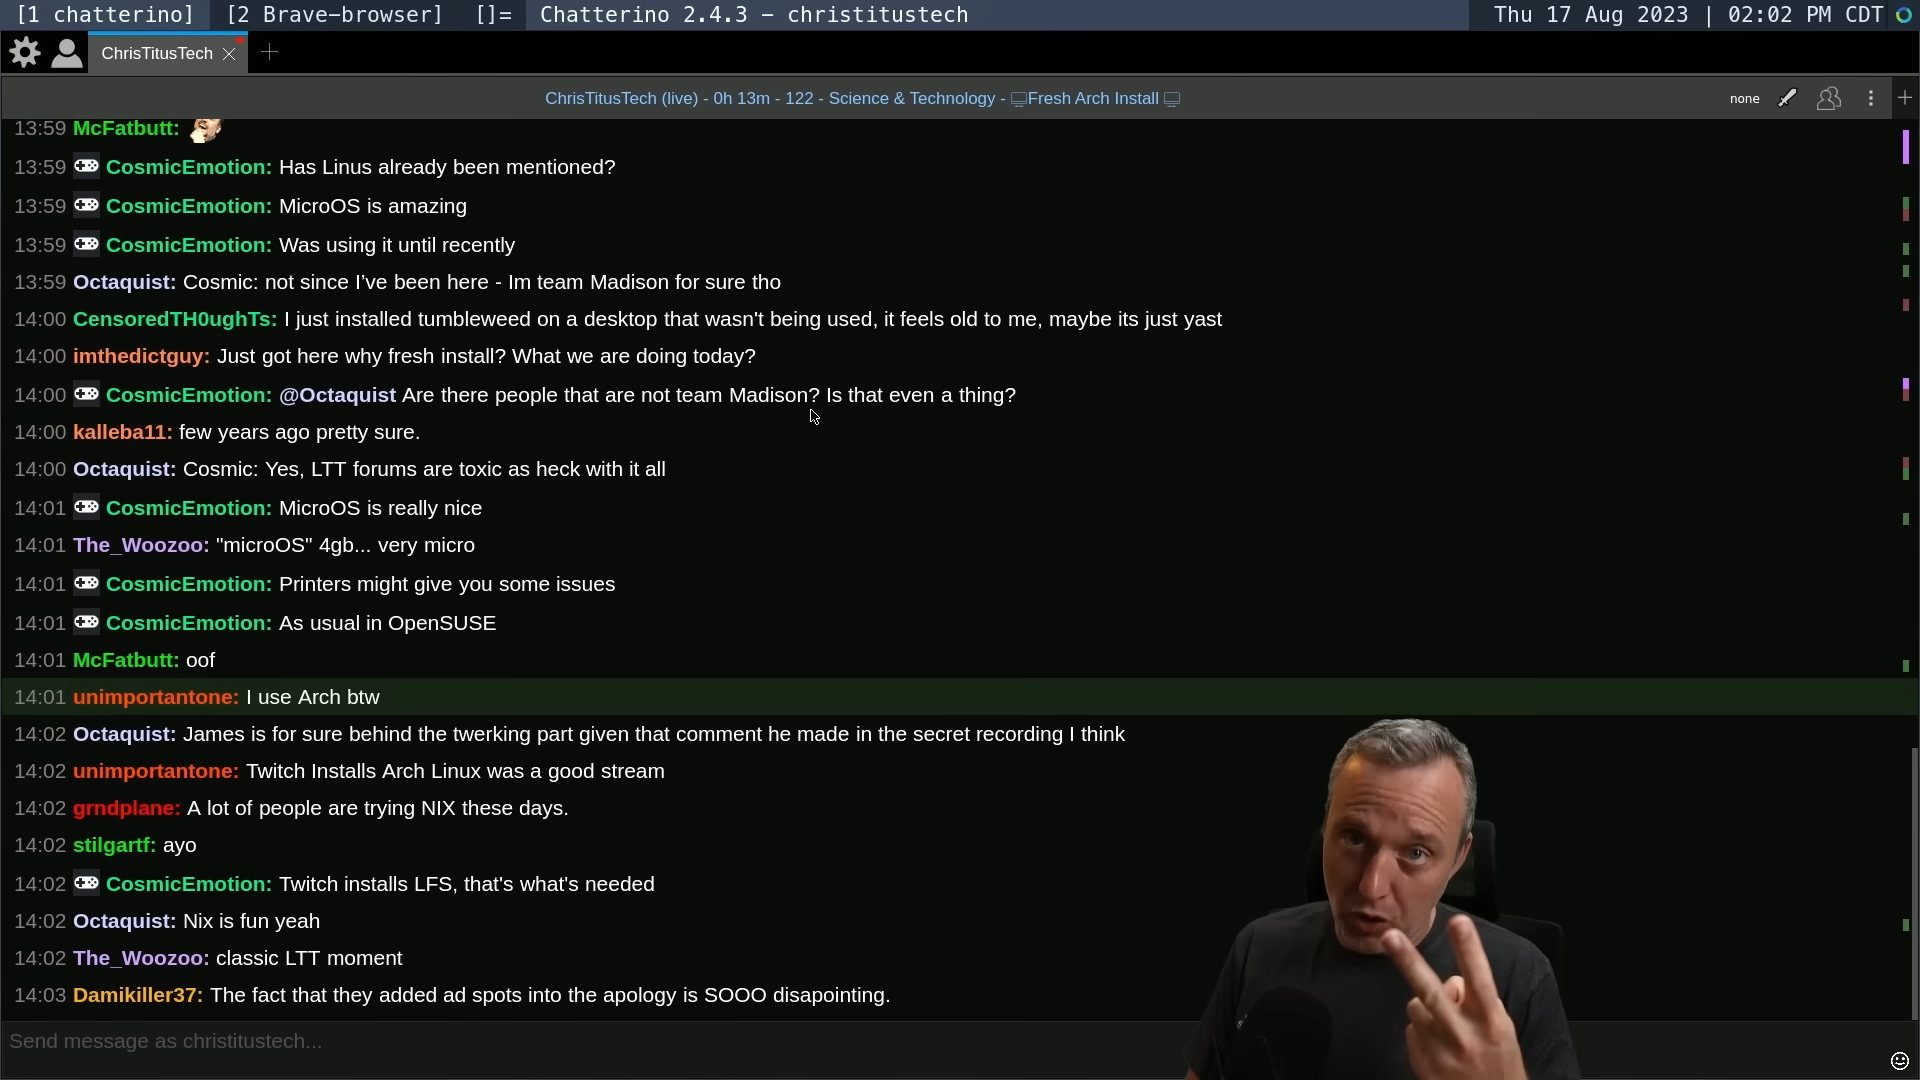 [1 chatterino] [2 Brave-browser] []= Chatterino 2.4.3 - christitustech Thu 17 Aug 2023 | 02:02 PM CDT
ChrisTitusTech
ChrisTitusTech (live) - 0h 13m - 122 - Science & Technology - Fresh Arch Install none
13:59 McFatbutt:
13:59 CosmicEmotion: Has Linus already been mentioned?
13:59 CosmicEmotion: MicroOS is amazing
13:59 CosmicEmotion: Was using it until recently
13:59 Octaquist: Cosmic: not since I've been here - Im team Madison for sure tho
14:00 CensoredTH0ughTs: I just installed tumbleweed on a desktop that wasn't being used, it feels old to me, maybe its just yast
14:00 imthedictguy: Just got here why fresh install? What we are doing today?
14:00 CosmicEmotion: @Octaquist Are there people that are not team Madison? Is that even a thing?
14:00 kalleba11: few years ago pretty sure.
14:00 Octaquist: Cosmic: Yes, LTT forums are toxic as heck with it all
14:01 CosmicEmotion: MicroOS is really nice
14:01 The_Woozoo: "microOS" 4gb... very micro
14:01 CosmicEmotion: Printers might give you some issues
14:01 CosmicEmotion: As usual in OpenSUSE
14:01 McFatbutt: oof
14:01 unimportantone: I use Arch btw
14:02 Octaquist: James is for sure behind the twerking part given that comment he made in the secret recording I think
14:02 unimportantone: Twitch Installs Arch Linux was a good stream
14:02 grndplane: A lot of people are trying NIX these days.
14:02 stilgartf: ayo
14:02 CosmicEmotion: Twitch installs LFS, that's what's needed
14:02 Octaquist: Nix is fun yeah
14:02 The_Woozoo: classic LTT moment
14:03 Damikiller37: The fact that they added ad spots into the apology is SOOO disapointing.
Send message as christitustech...